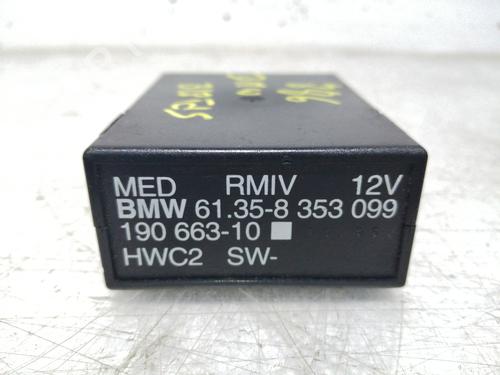 MED RMIV 12V
BMW 61.35-8 353 099
190 663-10
HWC2 SW-